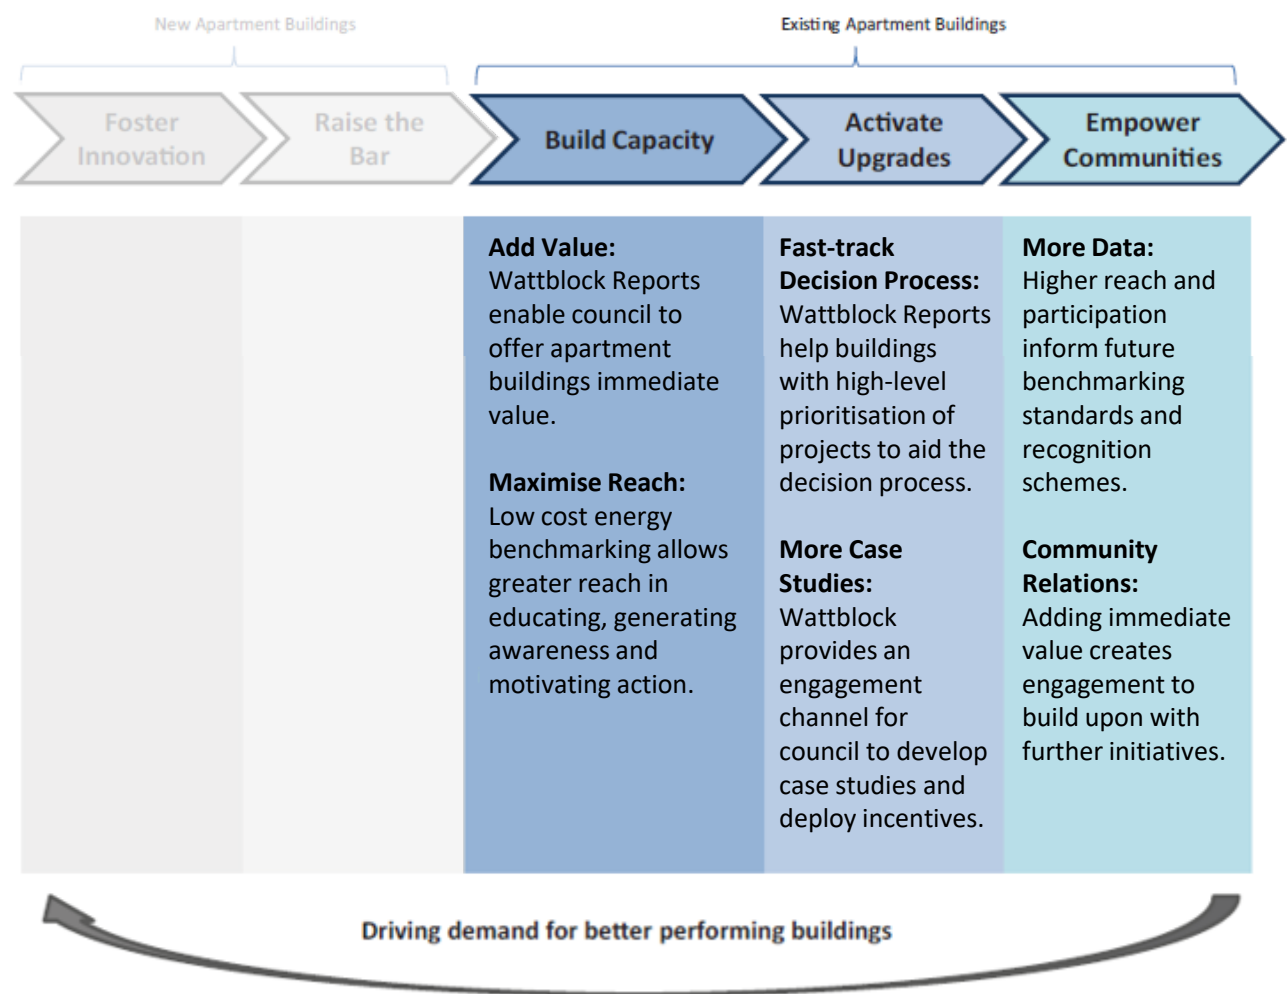 New Apartment Buildings
Existing Apartment Buildings
Foster
Innovation
Raise the
Bar
Build Capacity
Activate
Upgrades
Empower
Communities
Add Value:
Wattblock Reports
enable council to
offer apartment
buildings immediate
value.
Maximise Reach:
Low cost energy
benchmarking allows
greater reach in
educating, generating
awareness and
motivating action.
Fast-track
Decision Process:
Wattblock Reports
help buildings
with high-level
prioritisation of
projects to aid the
decision process.
More Case
Studies:
Wattblock
provides an
engagement
channel for
council to develop
case studies and
deploy incentives.
More Data:
Higher reach and
participation
inform future
benchmarking
standards and
recognition
schemes.
Community
Relations:
Adding immediate
value creates
engagement to
build upon with
further initiatives.
Driving demand for better performing buildings